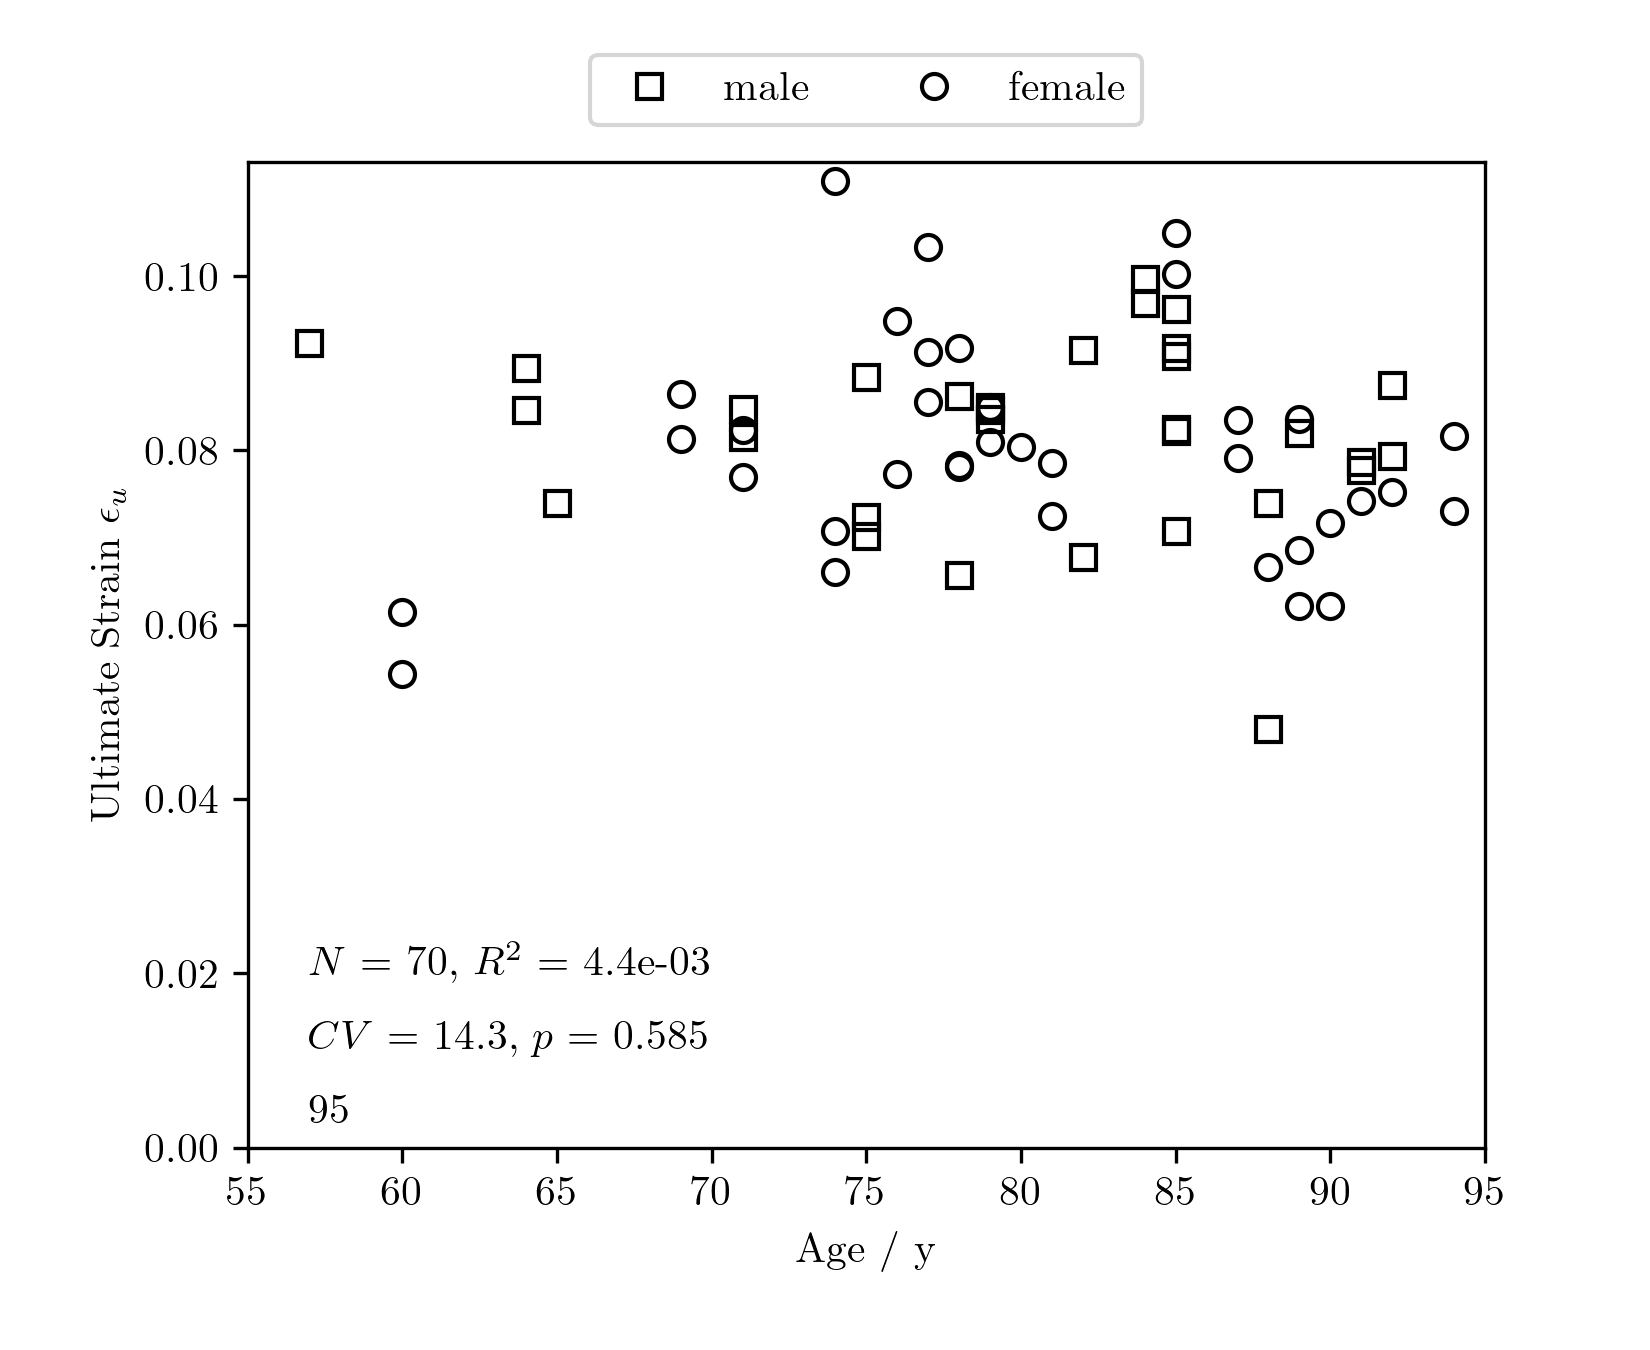 male female
0.10
0.08
0.06
0.04
0.02
0.00
Ultimate Strain ϵ_u
N = 70, R² = 4.4e-03
CV = 14.3, p = 0.585
95
55 60 65 70 75 80 85 90 95
Age / y